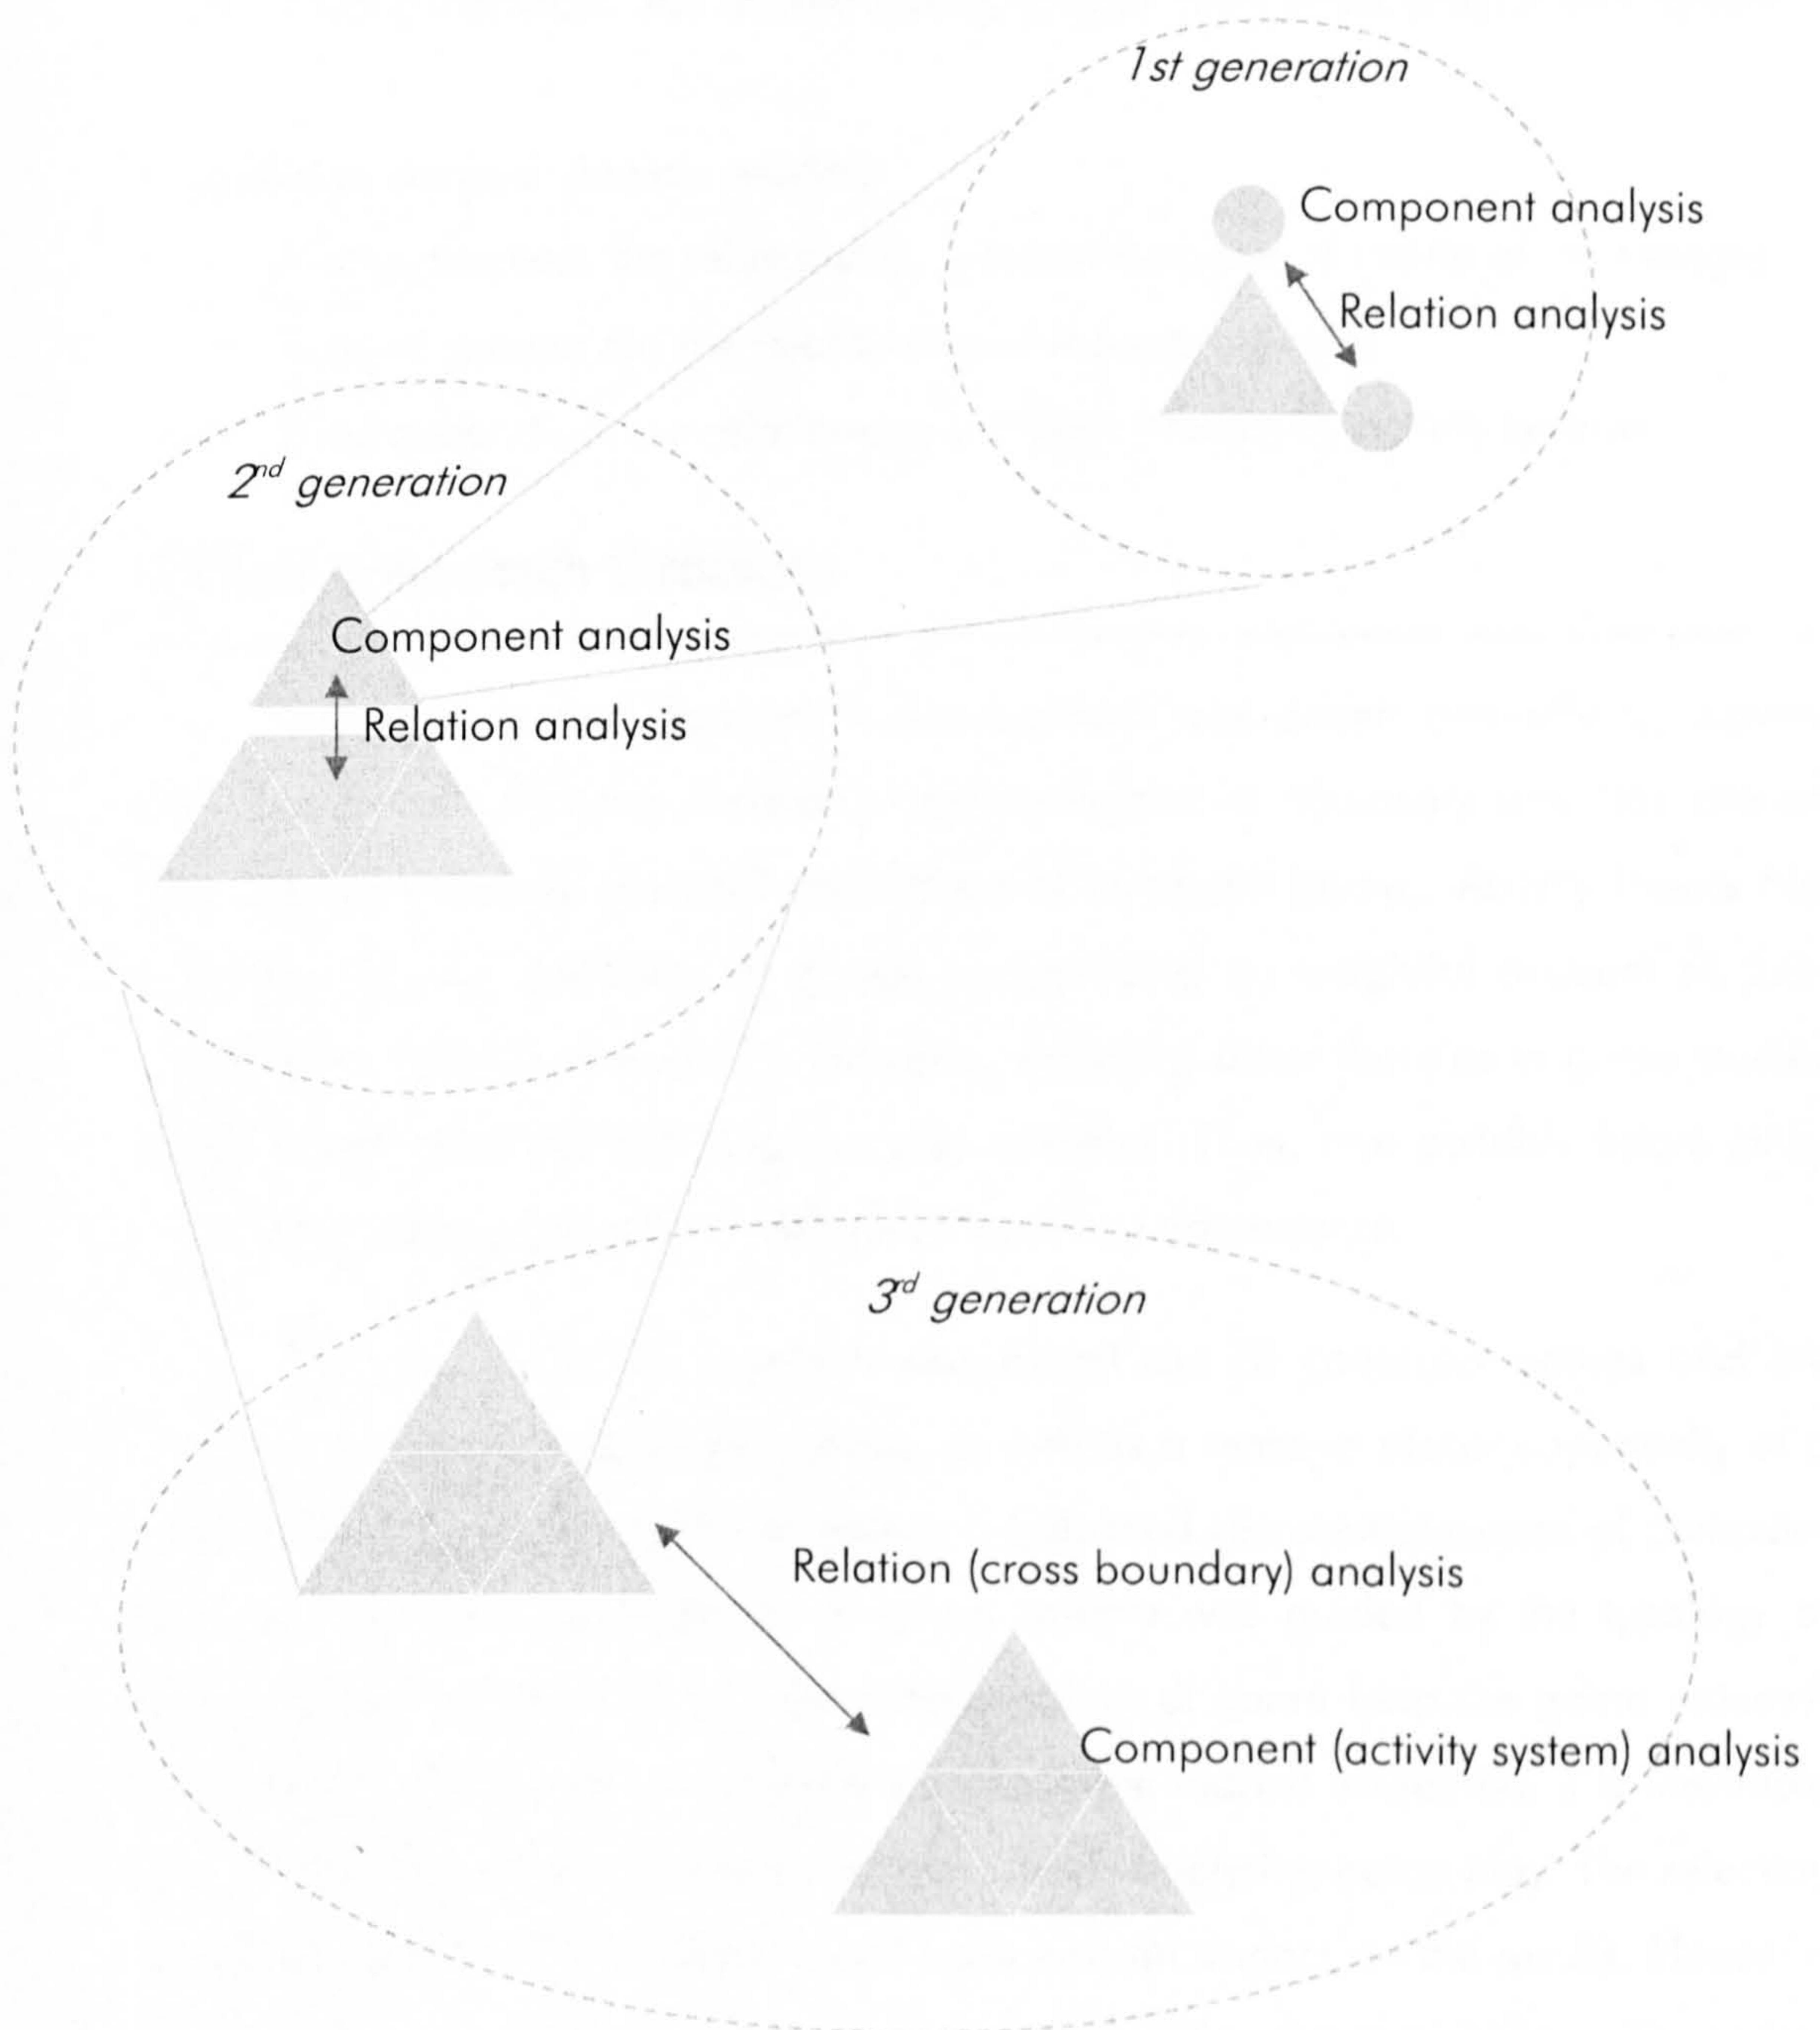 1st generation
Component analysis
Relation analysis
2nd generation
Component analysis
Relation analysis
3rd generation
Relation (cross boundary) analysis
Component (activity system) analysis